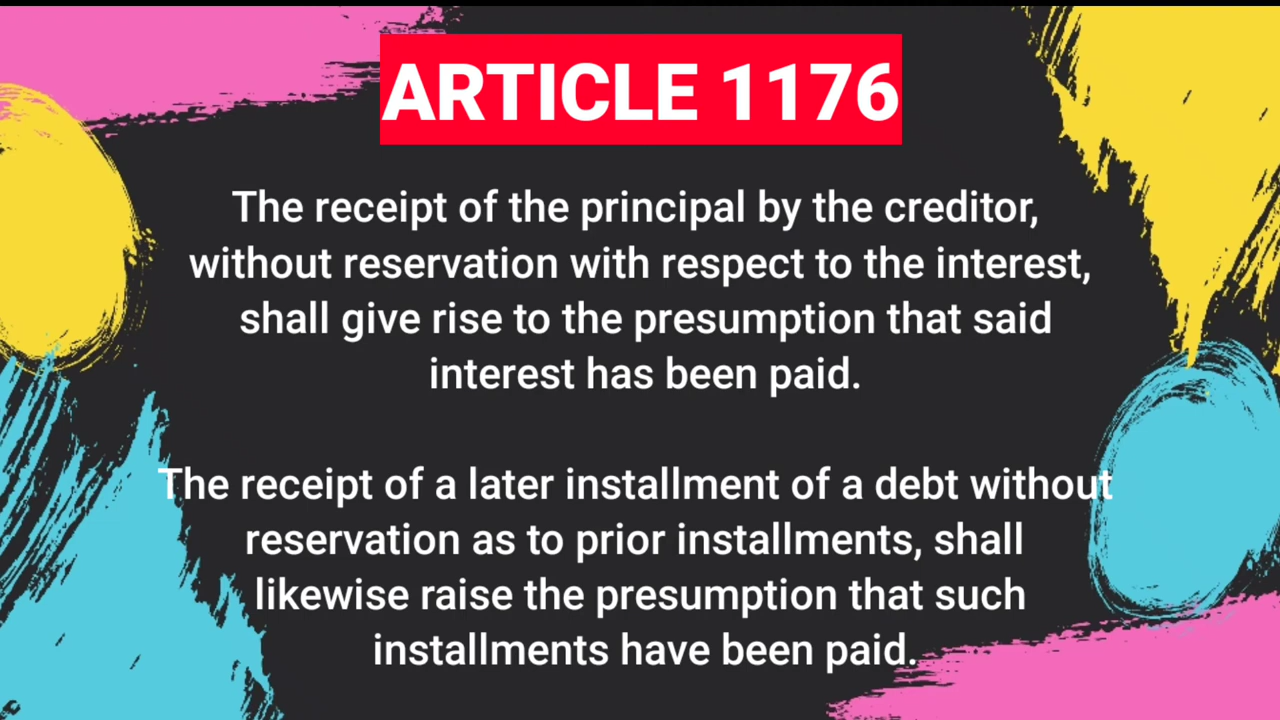 ARTICLE 1176
The receipt of the principal by the creditor,
without reservation with respect to the interest,
shall give rise to the presumption that said
interest has been paid.
The receipt of a later installment of a debt without
reservation as to prior installments, shall
likewise raise the presumption that such
installments have been paid.